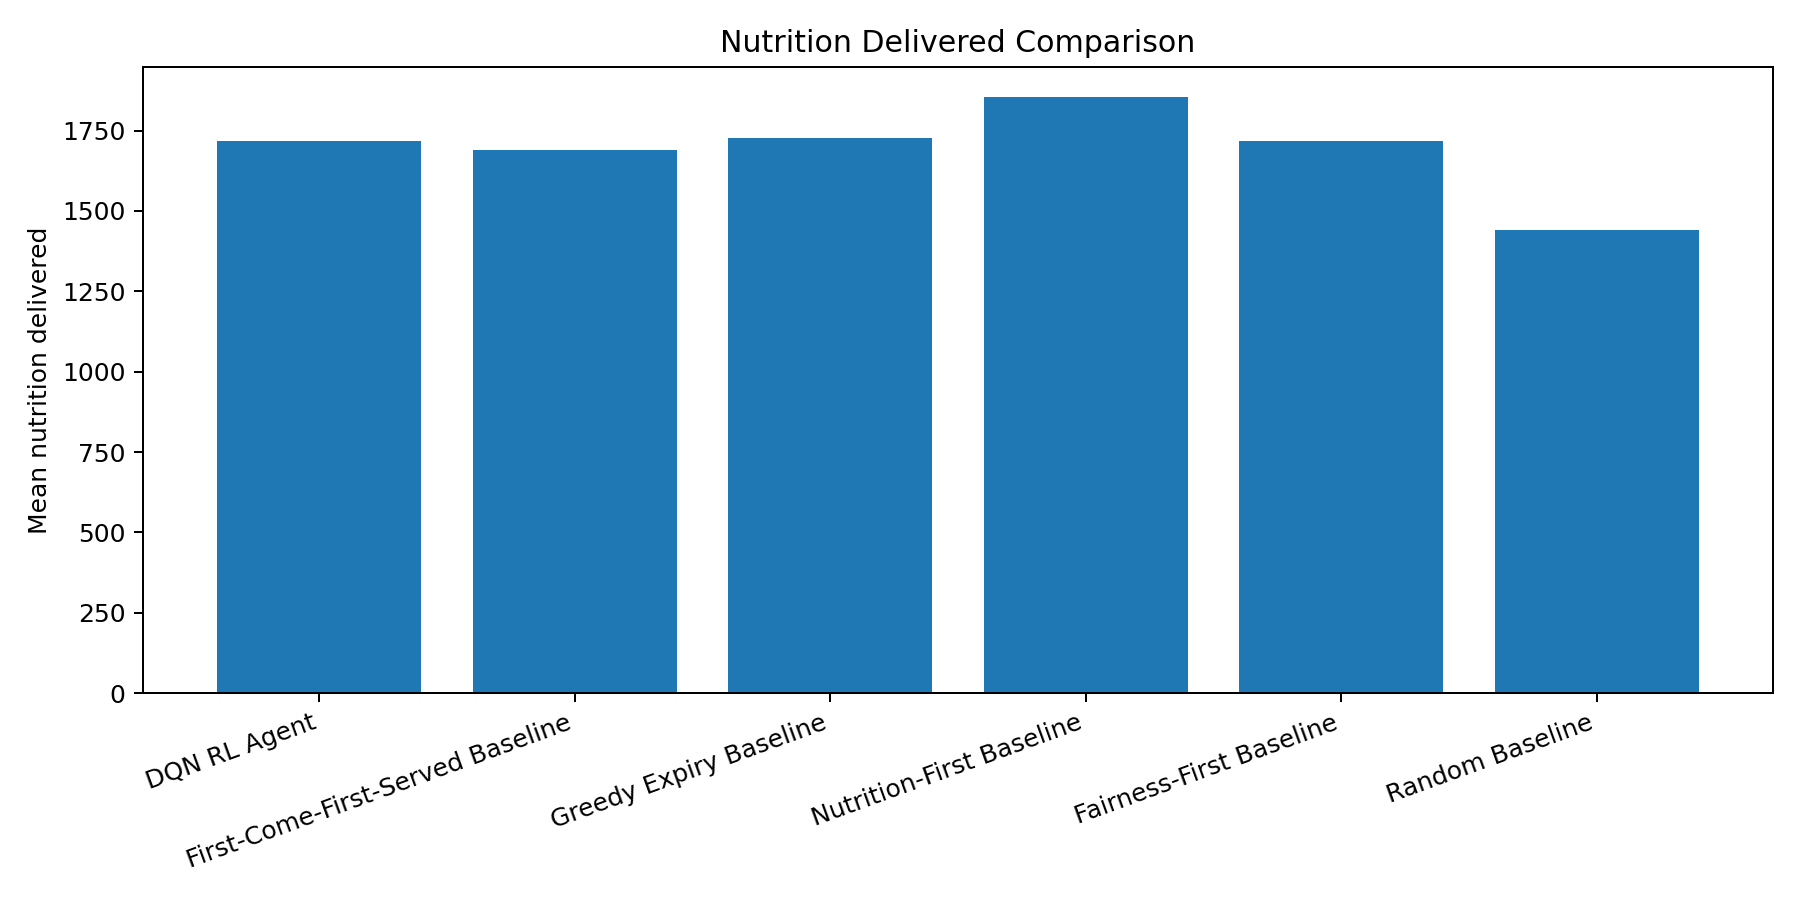 Nutrition Delivered Comparison
Mean nutrition delivered
1750
1500
1250
1000
750
500
250
0
DQN RL Agent
First-Come-First-Served Baseline
Greedy Expiry Baseline
Nutrition-First Baseline
Fairness-First Baseline
Random Baseline